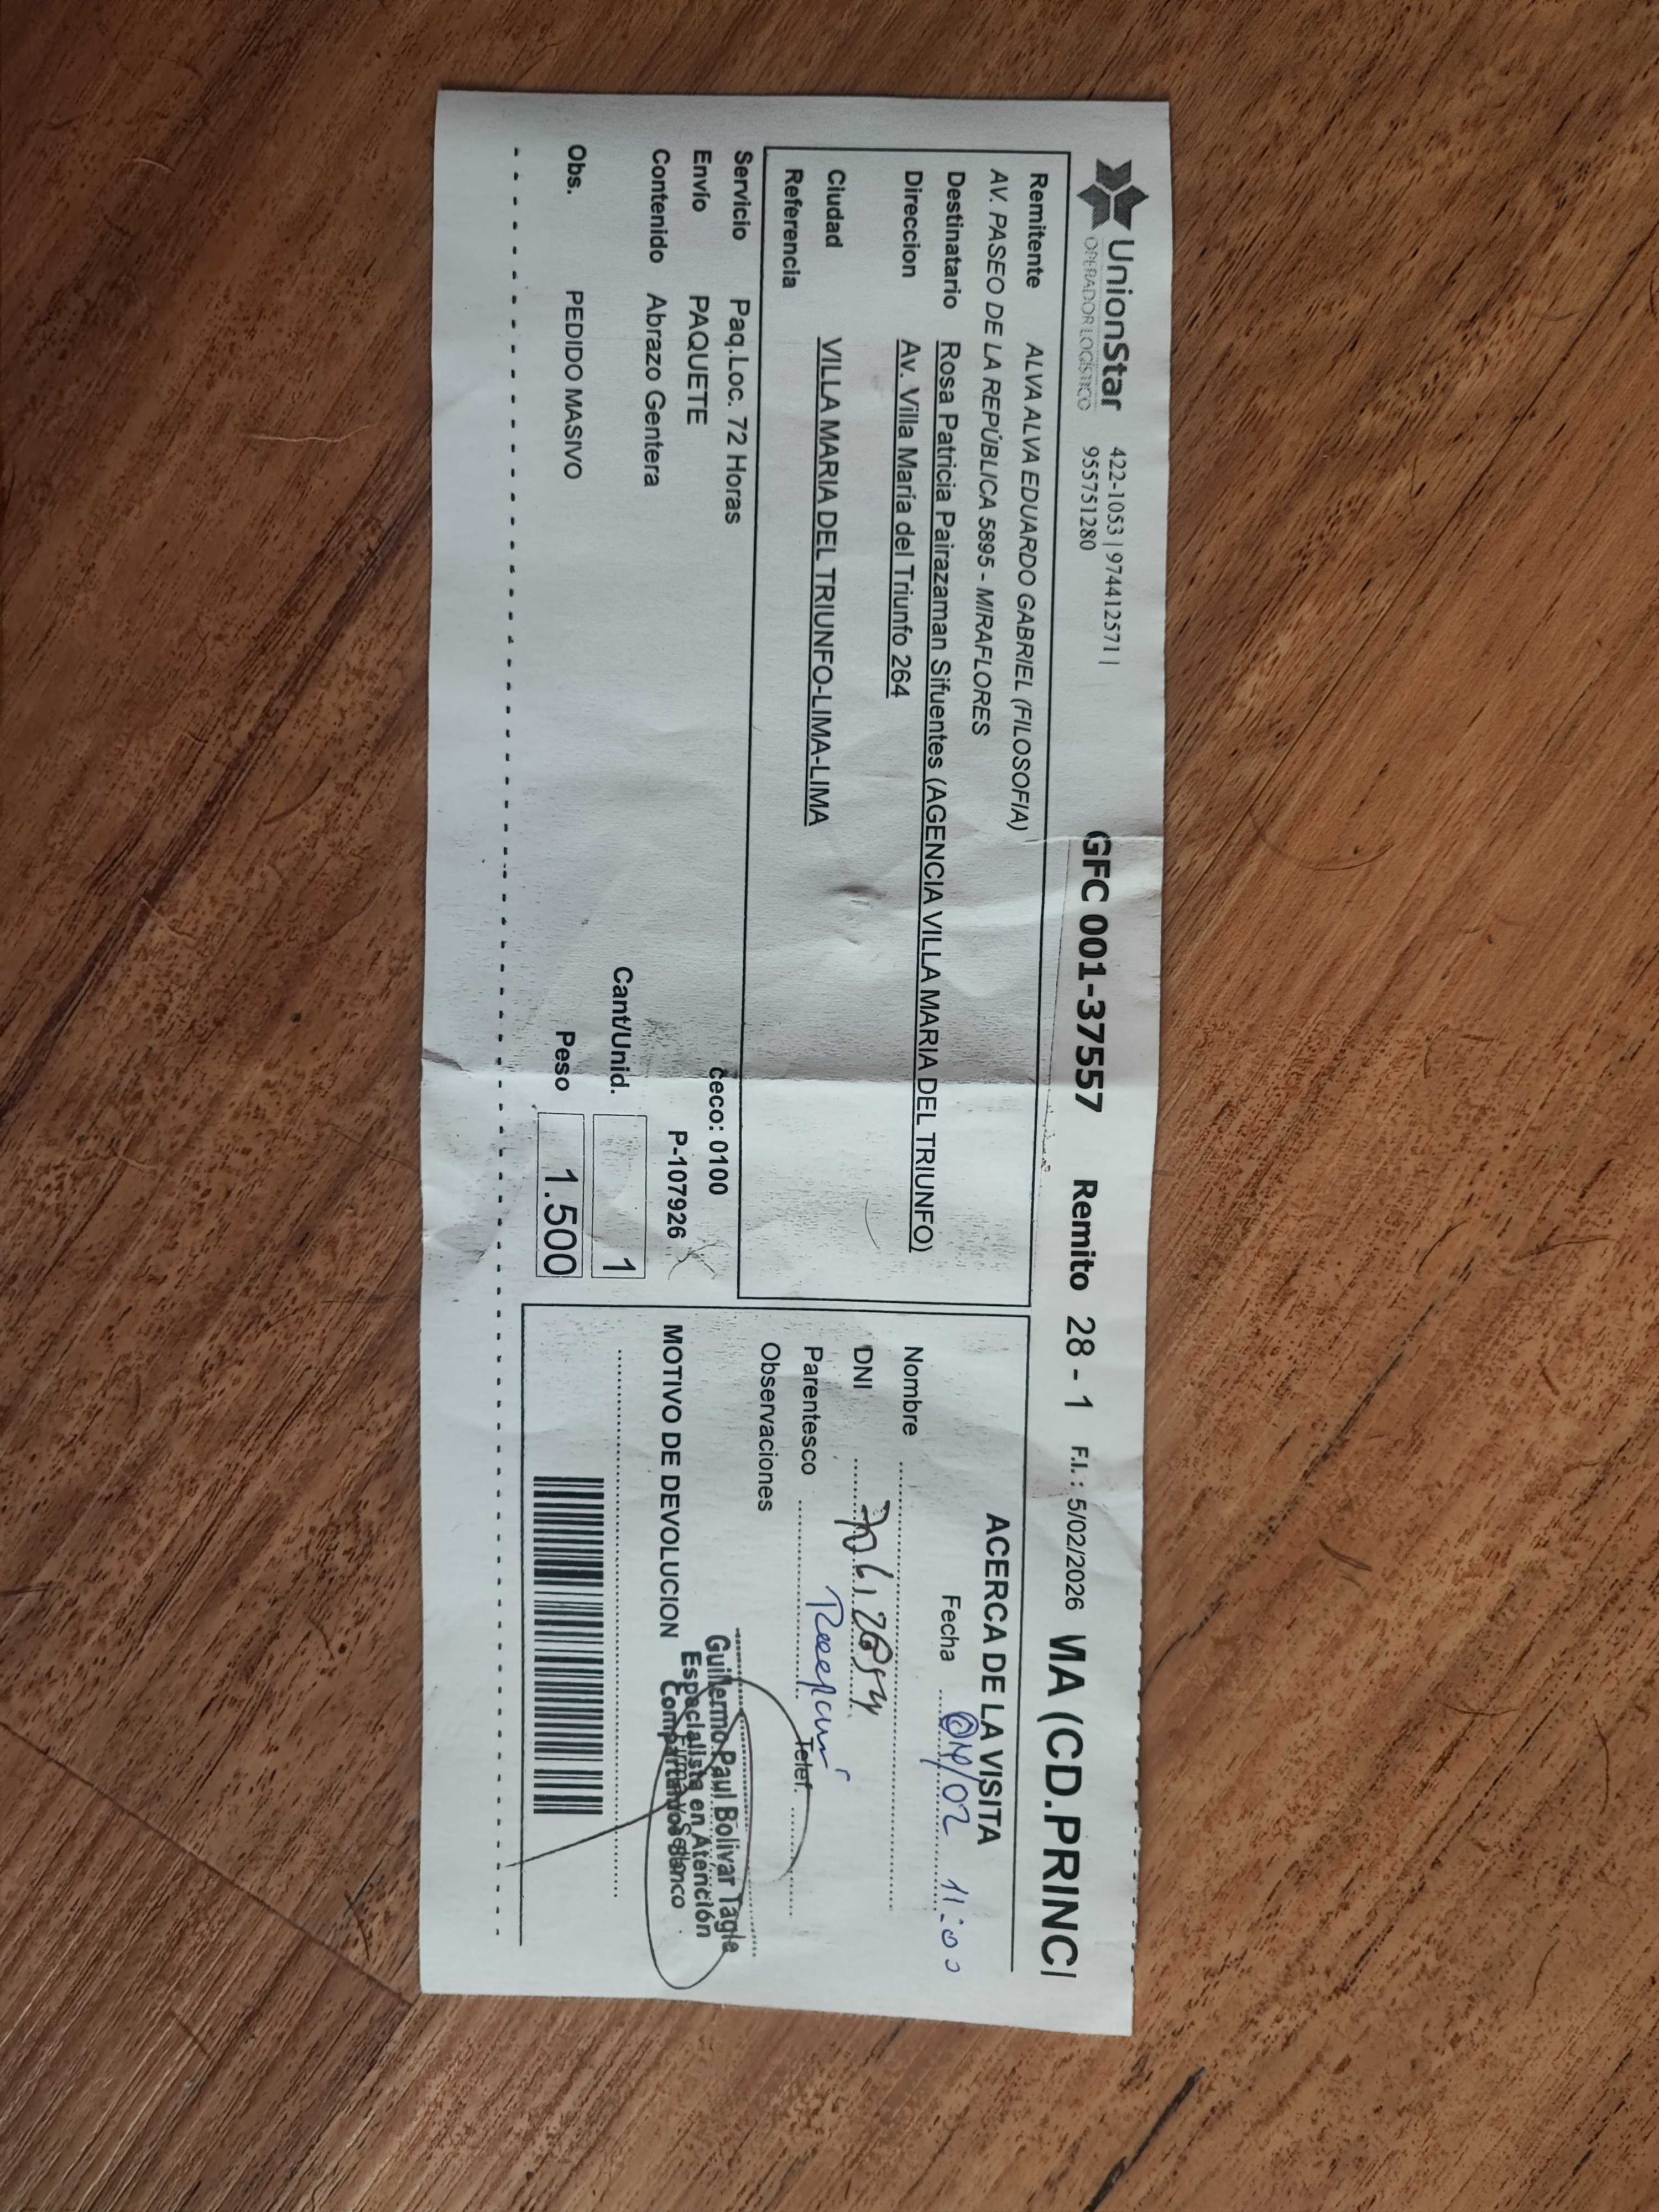 UnionStar
OPERADOR LOGÍSTICO
422-1053 | 974412571 |
955751280
GFC 001-37557 Remito 28 - 1 F.I. : 5/02/2026 VIA (CD.PRINCI
Remitente ALVA ALVA EDUARDO GABRIEL (FILOSOFIA)
AV. PASEO DE LA REPÚBLICA 5895 - MIRAFLORES
Destinatario Rosa Patricia Pairazaman Sifuentes (AGENCIA VILLA MARIA DEL TRIUNFO)
Direccion Av. Villa María del Triunfo 264
Ciudad VILLA MARIA DEL TRIUNFO-LIMA-LIMA
Referencia
Servicio Paq.Loc. 72 Horas
Envío PAQUETE
Contenido Abrazo Gentera
Obs. PEDIDO MASIVO
ceco: 0100
P-107926
Cant/Unid. 1
Peso 1.500
ACERCA DE LA VISITA
Fecha /02 11:00
Nombre
DNI
Parentesco Telef.
Observaciones
Guillermo Paul Bolivar Tagle
Especialista en Atención
Compartamos Banco
MOTIVO DE DEVOLUCION